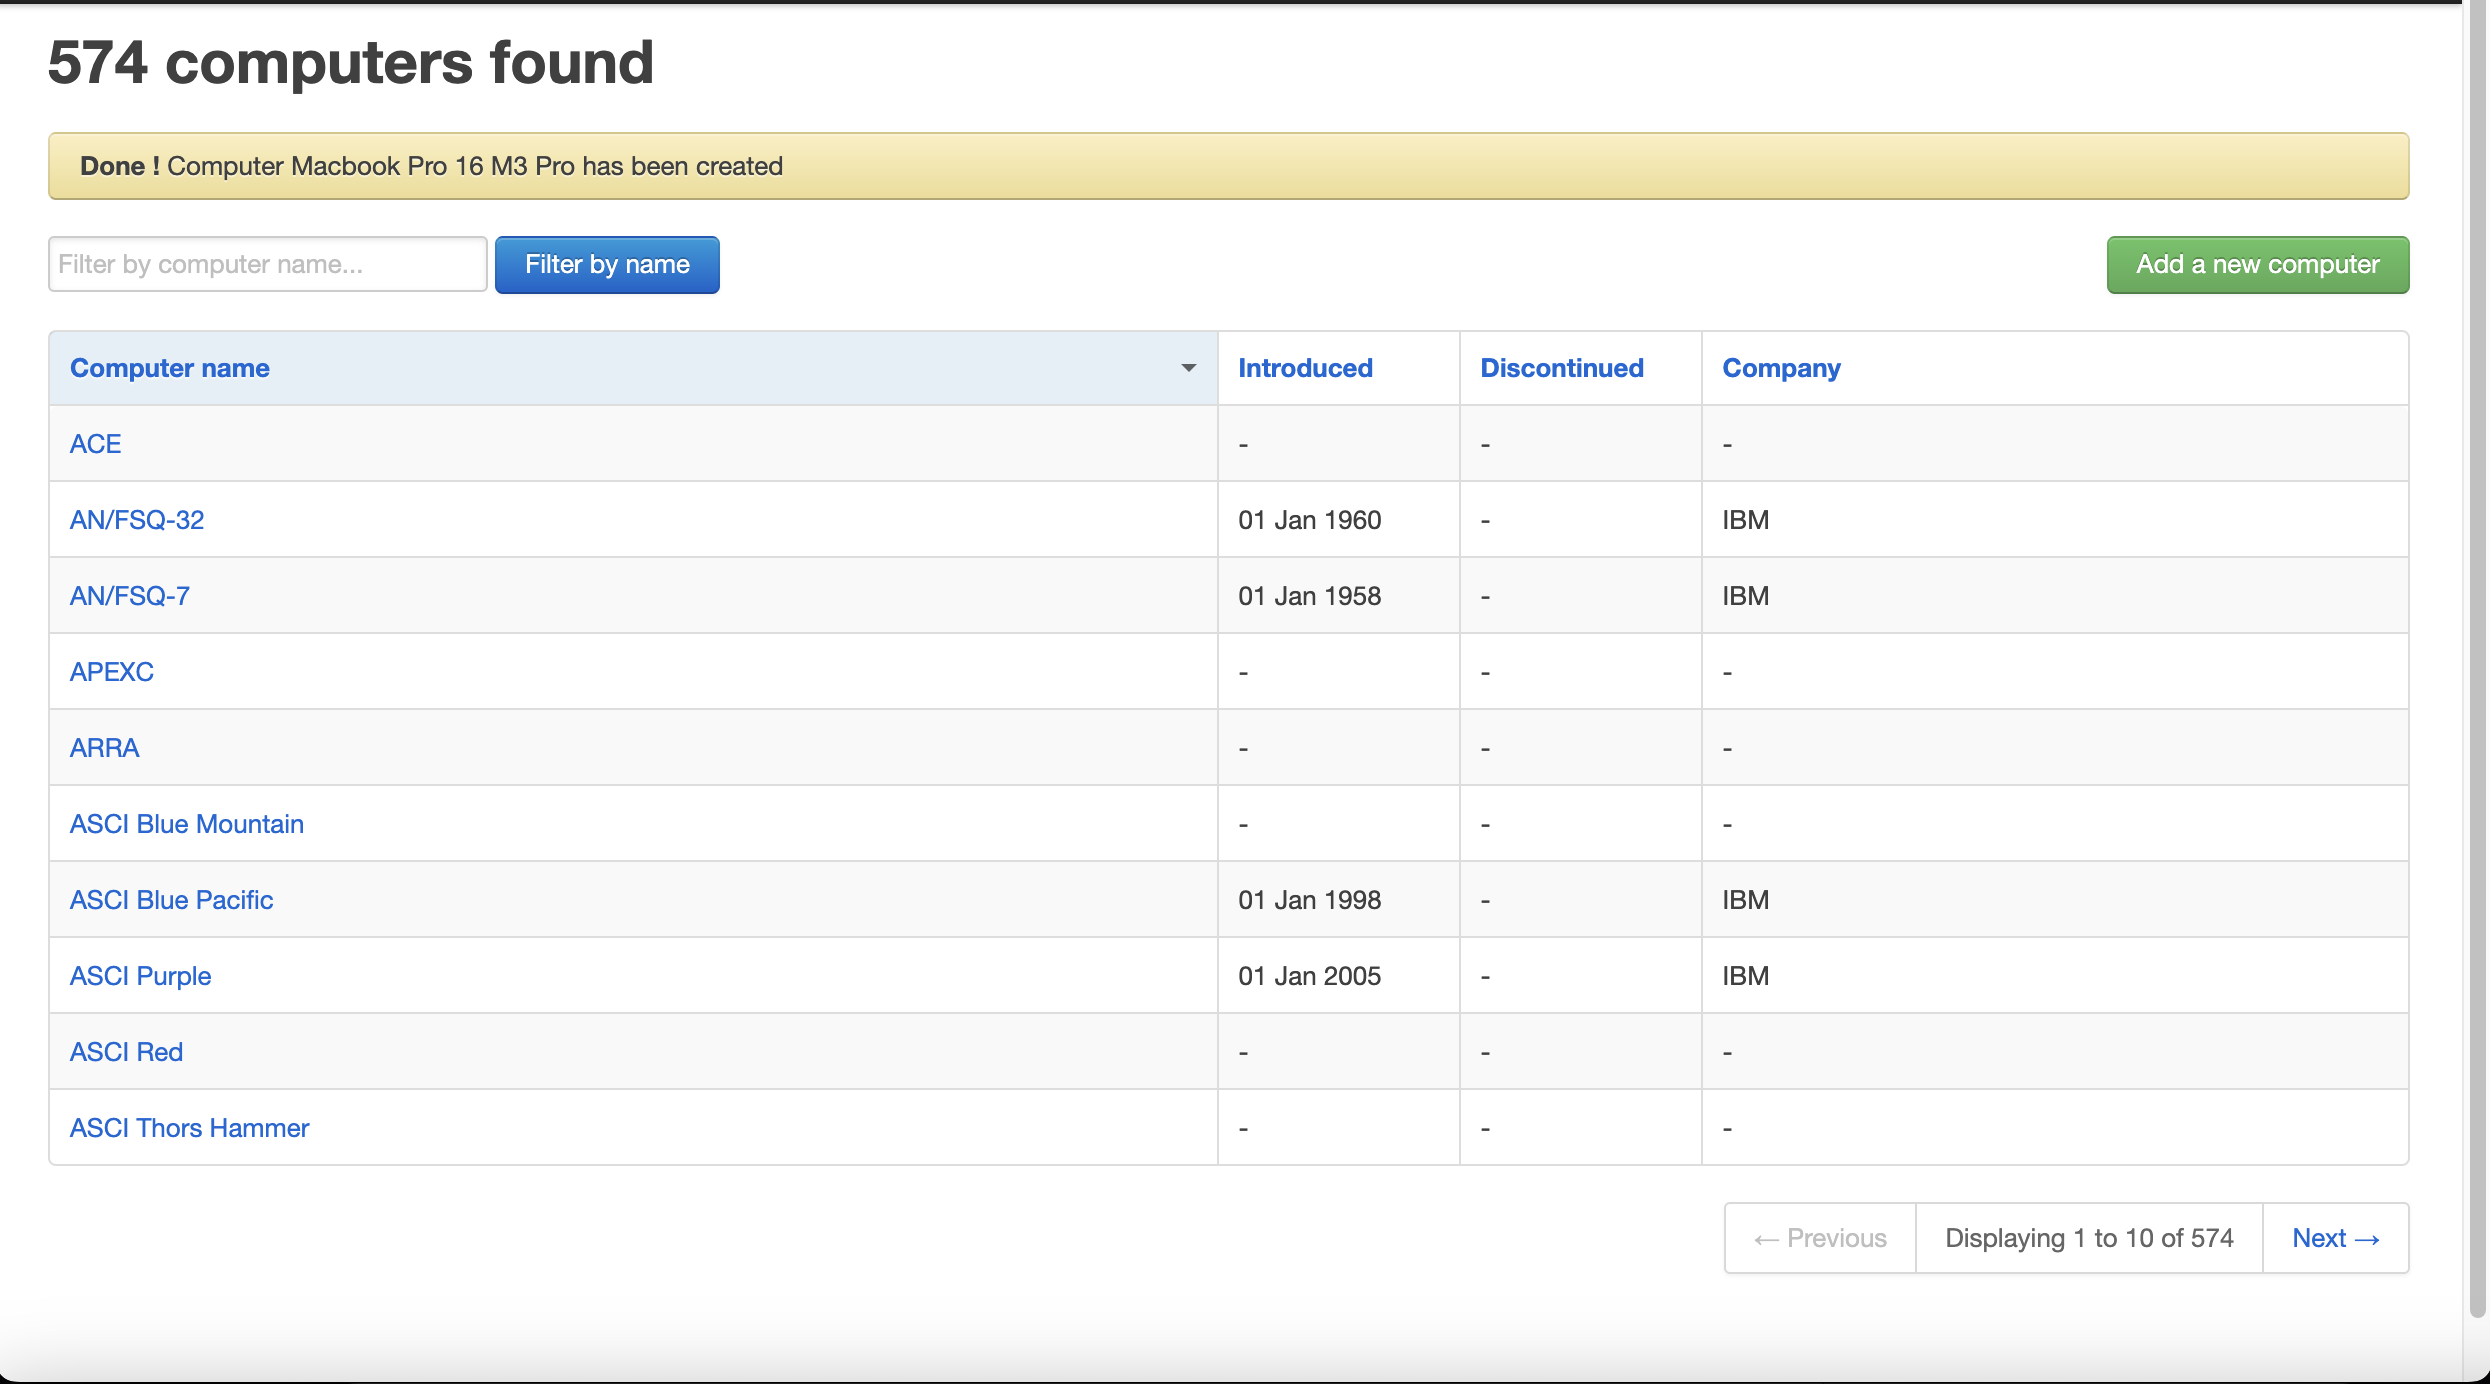 574 computers found
Done ! Computer Macbook Pro 16 M3 Pro has been created
Filter by computer name... Filter by name Add a new computer
Computer name Introduced Discontinued Company
ACE - - -
AN/FSQ-32 01 Jan 1960 - IBM
AN/FSQ-7 01 Jan 1958 - IBM
APEXC - - -
ARRA - - -
ASCI Blue Mountain - - -
ASCI Blue Pacific 01 Jan 1998 - IBM
ASCI Purple 01 Jan 2005 - IBM
ASCI Red - - -
ASCI Thors Hammer - - -
← Previous Displaying 1 to 10 of 574 Next →